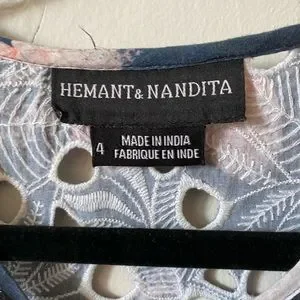 HEMANT & NANDITA
4
MADE IN INDIA
FABRIQUE EN INDE